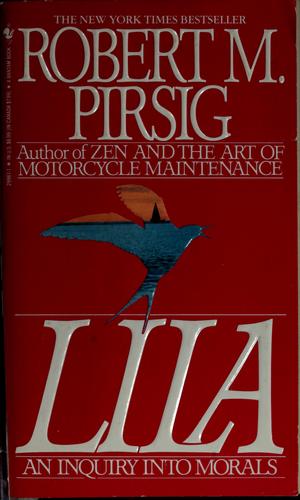 THE NEW YORK TIMES BESTSELLER
ROBERT M.
PIRSIG
Author of ZEN AND THE ART OF
MOTORCYCLE MAINTENANCE
LILA
AN INQUIRY INTO MORALS